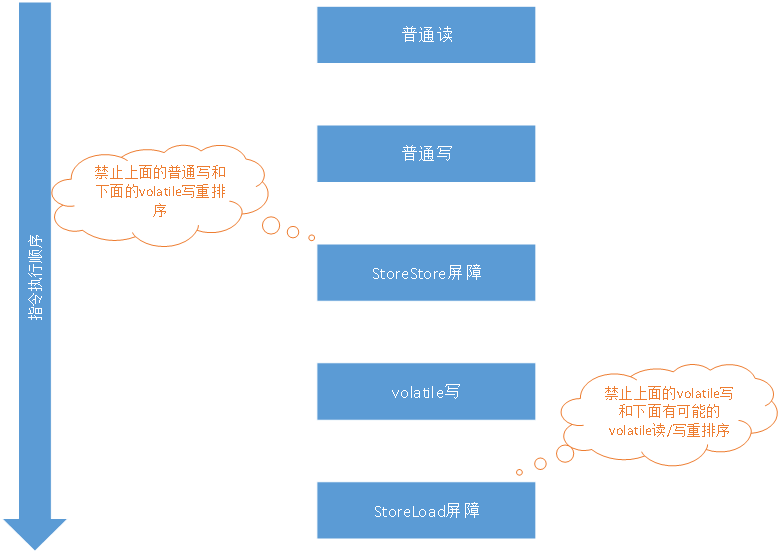 普通读
普通写
禁止上面的普通写和
下面的volatile写重排
序
指令执行顺序
StoreStore屏障
volatile写
禁止上面的volatile写
和下面有可能的
volatile读/写重排序
StoreLoad屏障